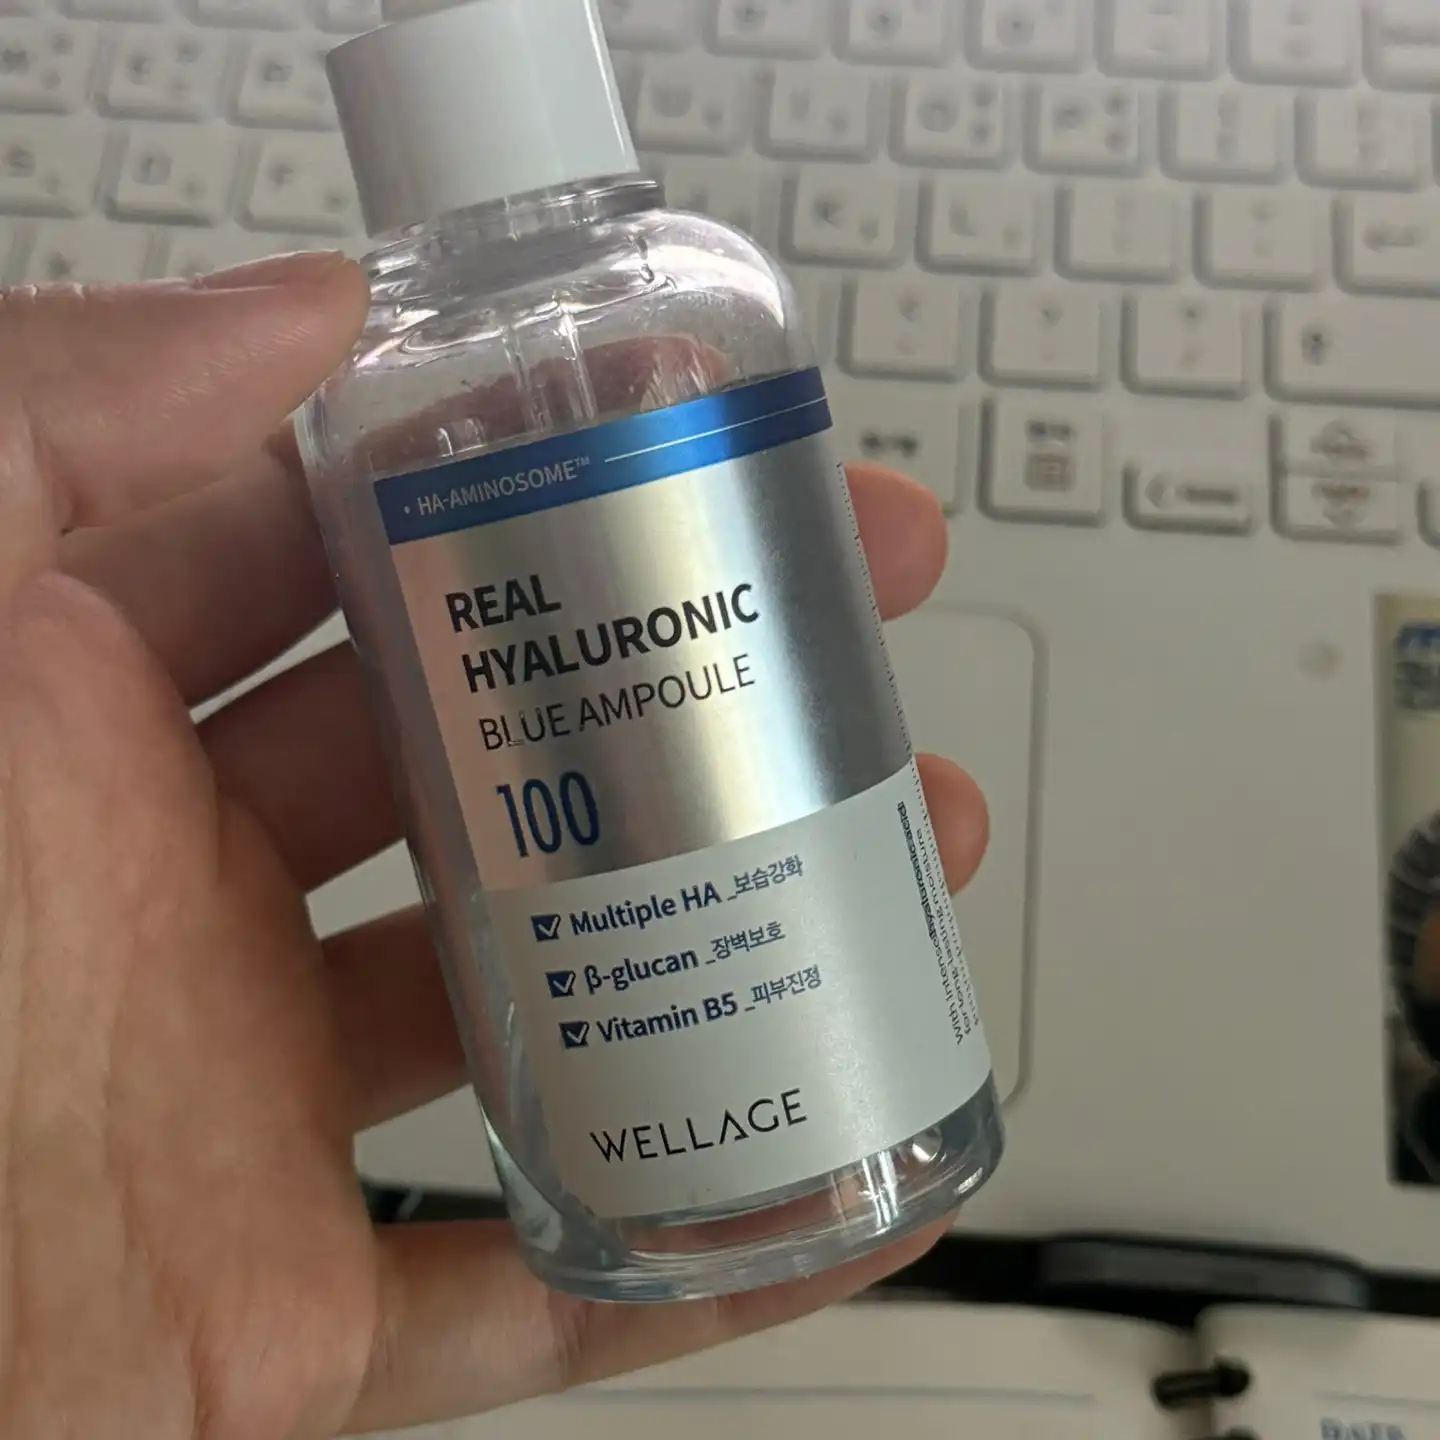 • HA-AMINOSOME™
REAL
HYALURONIC
BLUE AMPOULE
100
Multiple HA _보습강화
β-glucan _장벽보호
Vitamin B5 _피부진정
WELLAGE